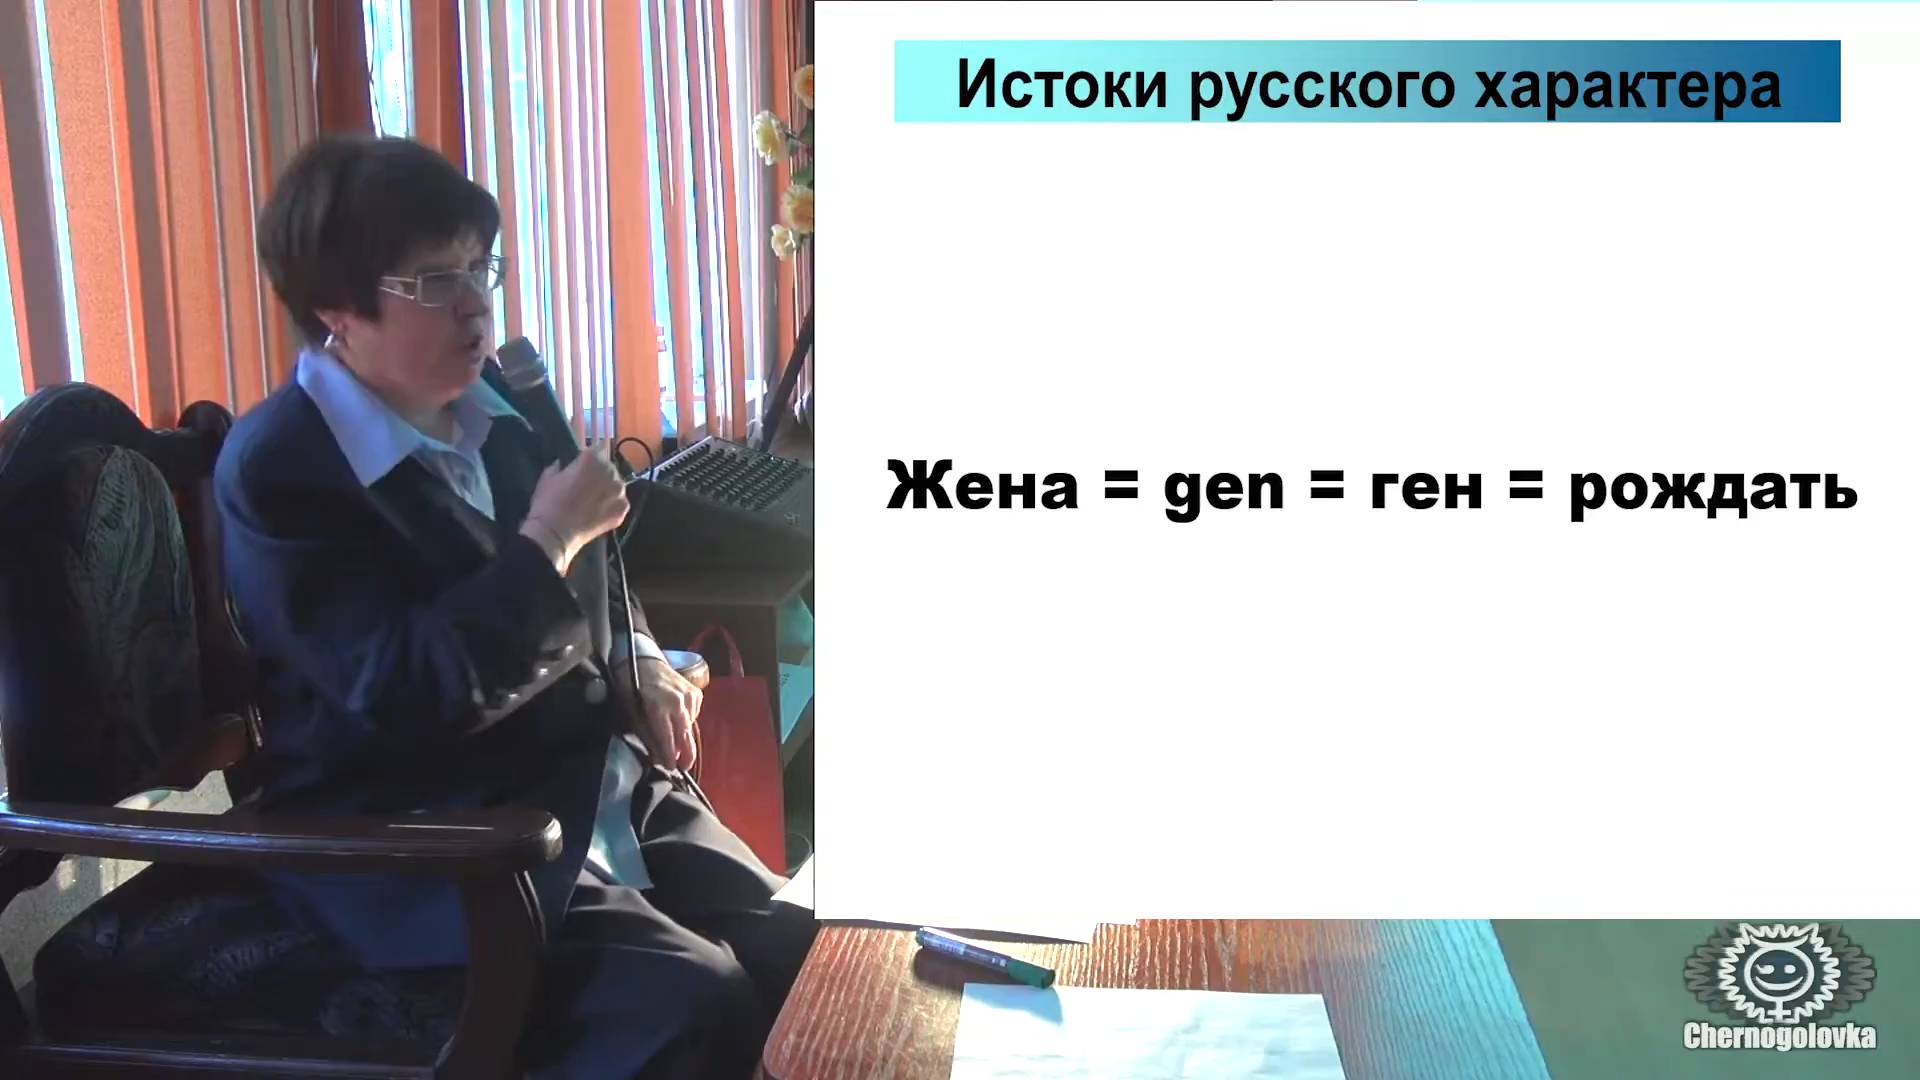 Истоки русского характера
Жена = gen = ген = рождать
Chernogolovka